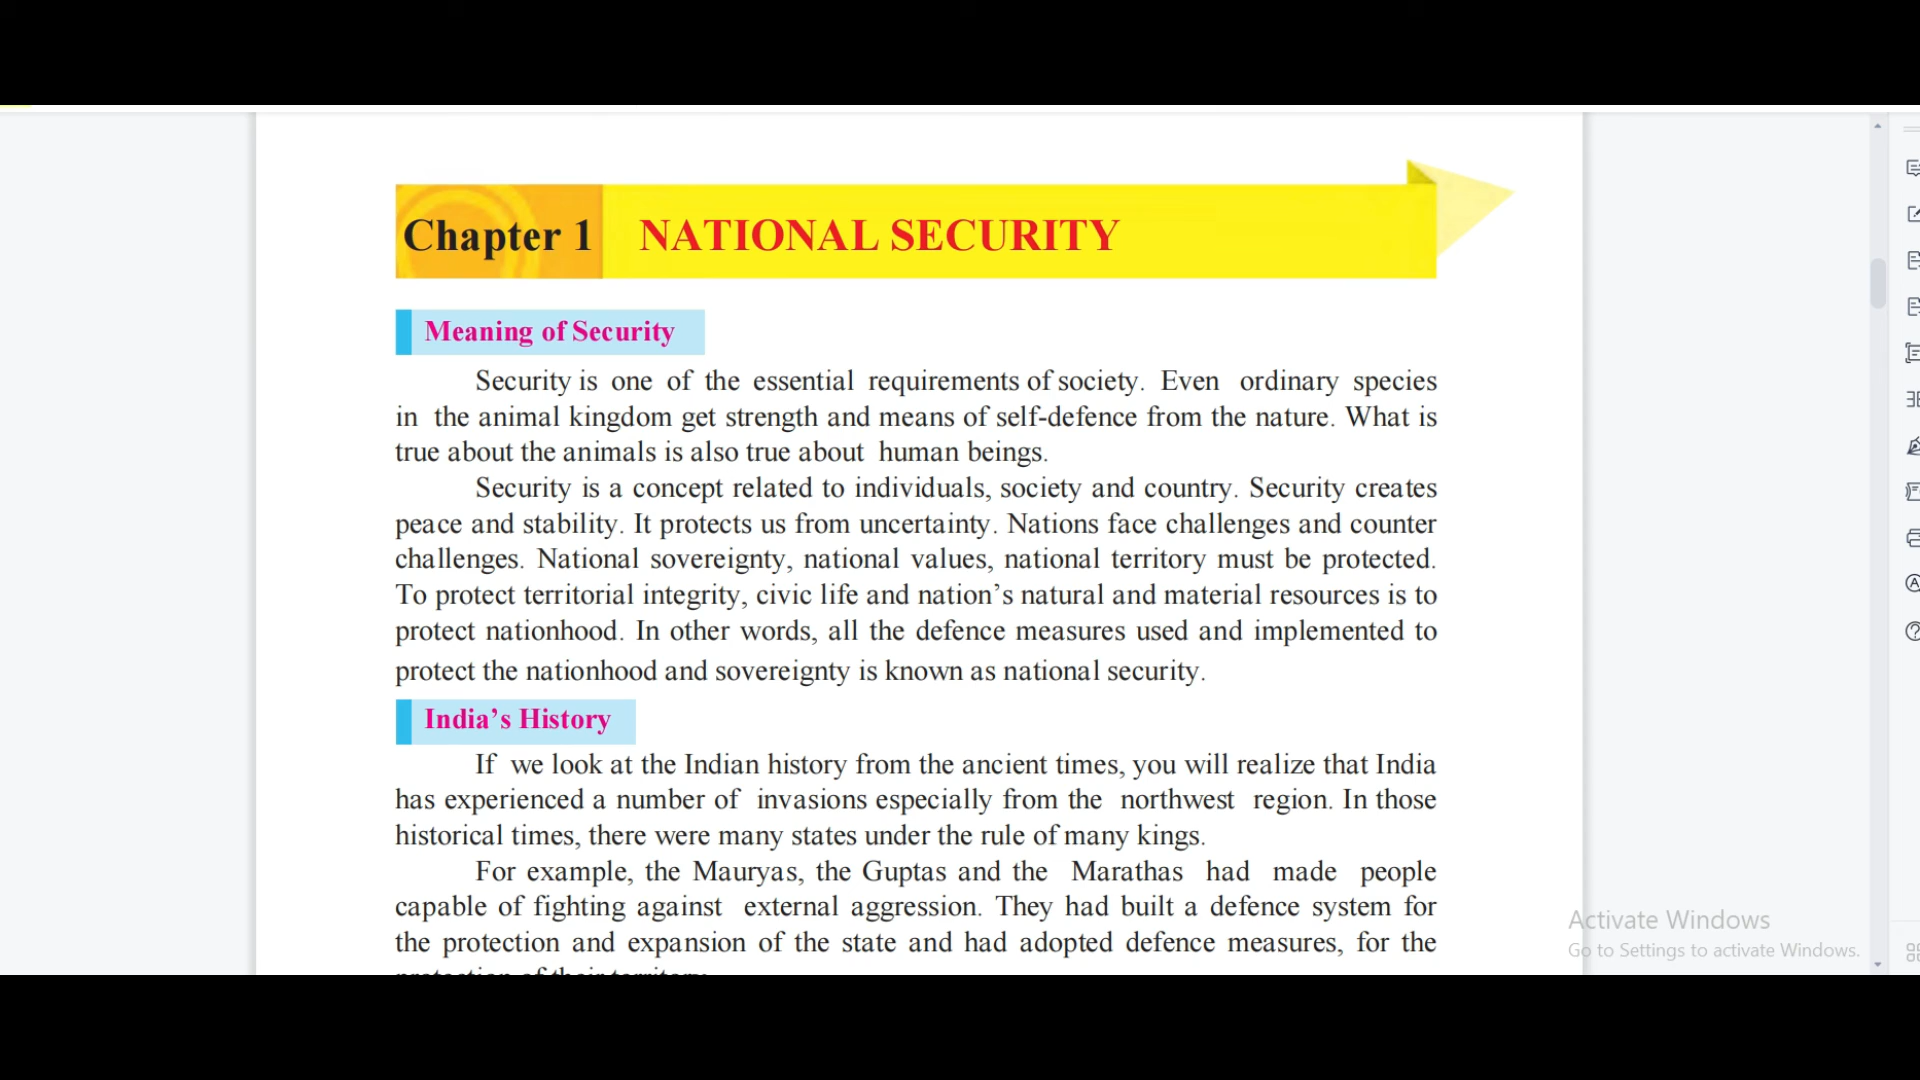 Chapter 1 NATIONAL SECURITY
Meaning of Security
Security is one of the essential requirements of society. Even ordinary species
in the animal kingdom get strength and means of self-defence from the nature. What is
true about the animals is also true about human beings.
Security is a concept related to individuals, society and country. Security creates
peace and stability. It protects us from uncertainty. Nations face challenges and counter
challenges. National sovereignty, national values, national territory must be protected.
To protect territorial integrity, civic life and nation’s natural and material resources is to
protect nationhood. In other words, all the defence measures used and implemented to
protect the nationhood and sovereignty is known as national security.
India’s History
If we look at the Indian history from the ancient times, you will realize that India
has experienced a number of invasions especially from the northwest region. In those
historical times, there were many states under the rule of many kings.
For example, the Mauryas, the Guptas and the Marathas had made people
capable of fighting against external aggression. They had built a defence system for
the protection and expansion of the state and had adopted defence measures, for the
protection of their territory.
Activate Windows
Go to Settings to activate Windows.